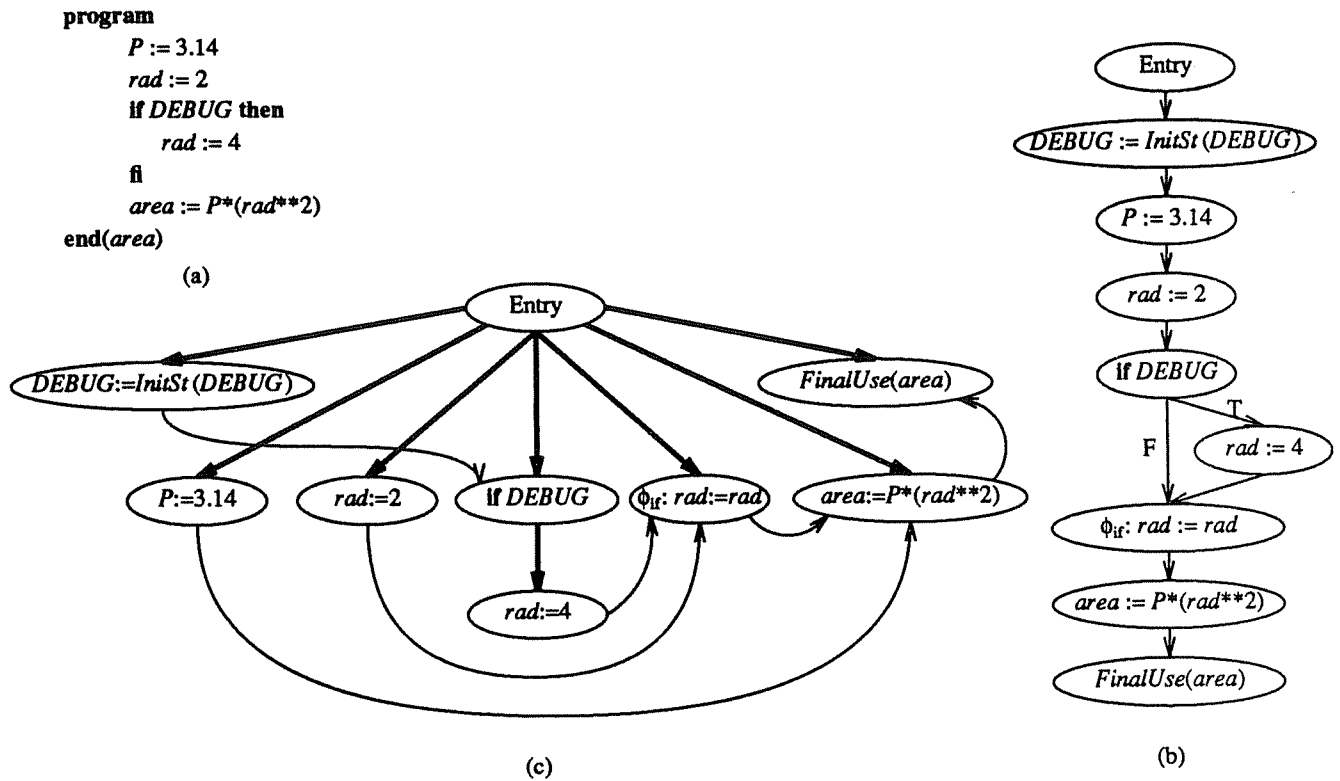 program
P := 3.14
rad := 2
if DEBUG then
rad := 4
fi
area := P*(rad**2)
end(area)
(a)
Entry
DEBUG:=InitSt(DEBUG)
FinalUse(area)
P:=3.14
rad:=2
if DEBUG
ϕif: rad:=rad
area:=P*(rad**2)
rad:=4
(c)
Entry
DEBUG := InitSt(DEBUG)
P := 3.14
rad := 2
if DEBUG
T
F
rad := 4
ϕif: rad := rad
area := P*(rad**2)
FinalUse(area)
(b)